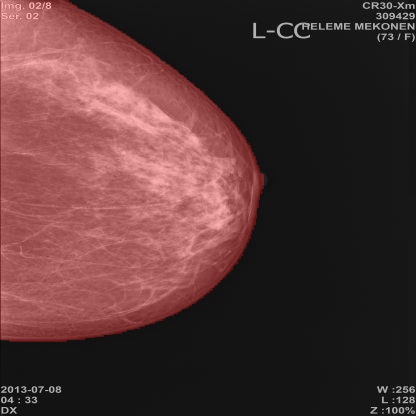 Img. 02/8
Ser. 02
CR30-Xm
309429
HELEME MEKONEN
(73 / F)
L-CC
2013-07-08
04 : 33
DX
W :256
L :128
Z :100%